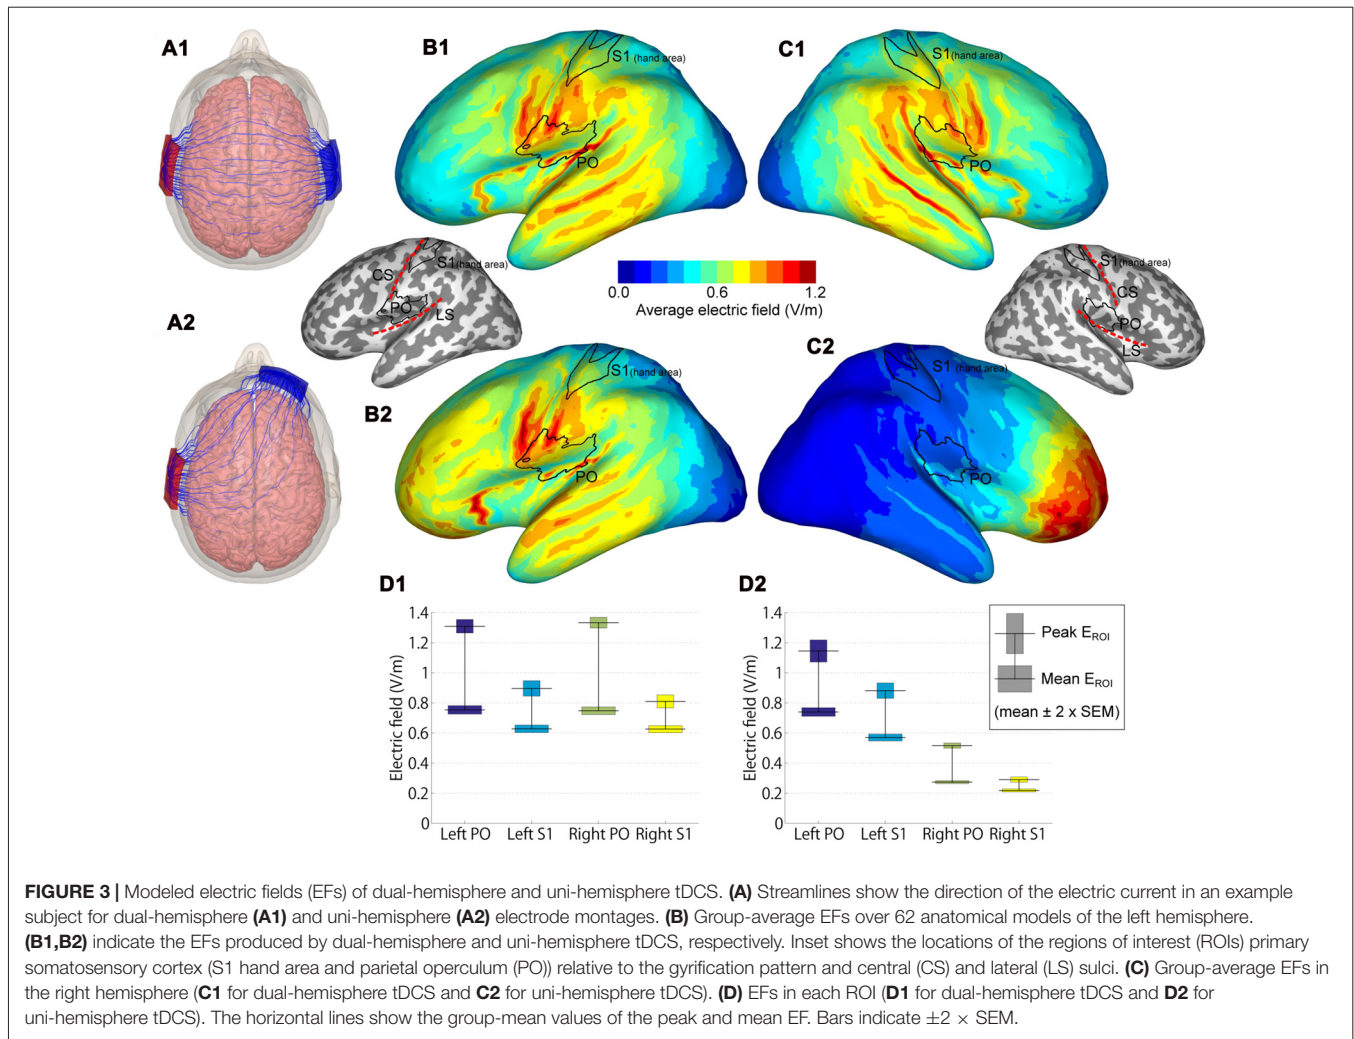 A1
B1
S1 (hand area)
PO
C1
S1 (hand area)
PO
CS
S1 (hand area)
PO
LS
0.0
0.6
1.2
Average electric field (V/m)
S1 (hand area)
CS
PO
LS
A2
B2
S1 (hand area)
PO
C2
S1 (hand area)
PO
D1
Electric field (V/m)
1.4
1.2
1
0.8
0.6
0.4
0.2
0
Left PO
Left S1
Right PO
Right S1
D2
Electric field (V/m)
1.4
1.2
1
0.8
0.6
0.4
0.2
0
Left PO
Left S1
Right PO
Right S1
Peak EROI
Mean EROI
(mean ± 2 x SEM)
FIGURE 3 | Modeled electric fields (EFs) of dual-hemisphere and uni-hemisphere tDCS. (A) Streamlines show the direction of the electric current in an example
subject for dual-hemisphere (A1) and uni-hemisphere (A2) electrode montages. (B) Group-average EFs over 62 anatomical models of the left hemisphere.
(B1,B2) indicate the EFs produced by dual-hemisphere and uni-hemisphere tDCS, respectively. Inset shows the locations of the regions of interest (ROIs) primary
somatosensory cortex (S1 hand area and parietal operculum (PO)) relative to the gyrification pattern and central (CS) and lateral (LS) sulci. (C) Group-average EFs in
the right hemisphere (C1 for dual-hemisphere tDCS and C2 for uni-hemisphere tDCS). (D) EFs in each ROI (D1 for dual-hemisphere tDCS and D2 for
uni-hemisphere tDCS). The horizontal lines show the group-mean values of the peak and mean EF. Bars indicate ±2 × SEM.